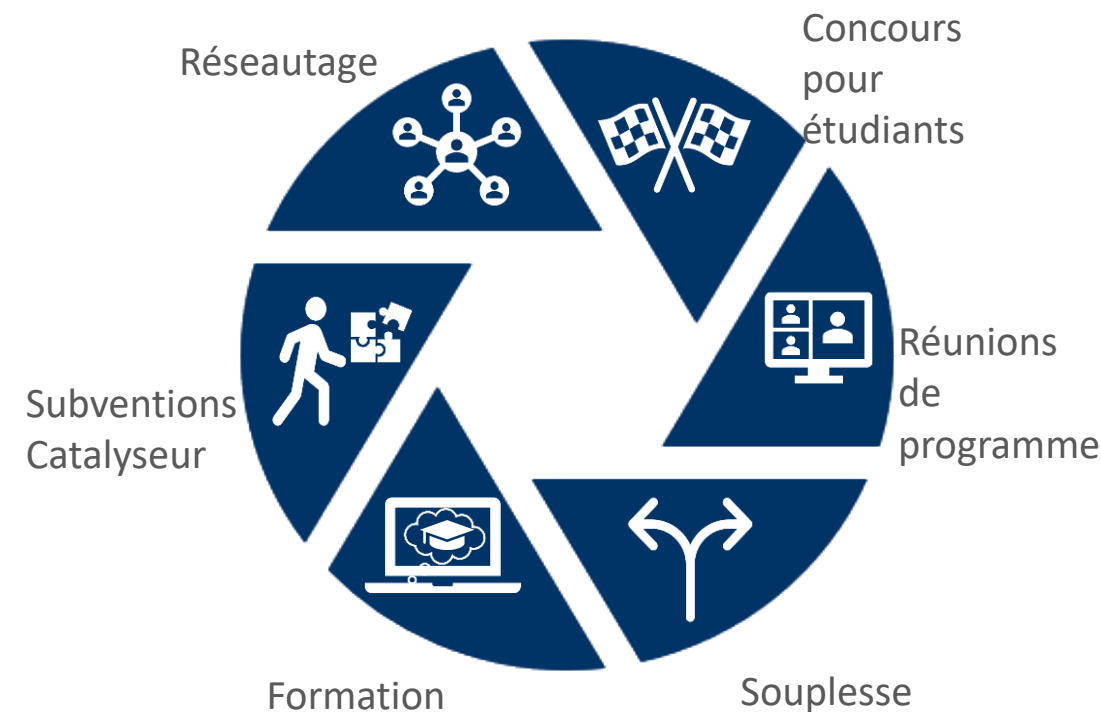 Réseautage
Concours
pour
étudiants
Réunions
de
programme
Subventions
Catalyseur
Formation
Souplesse